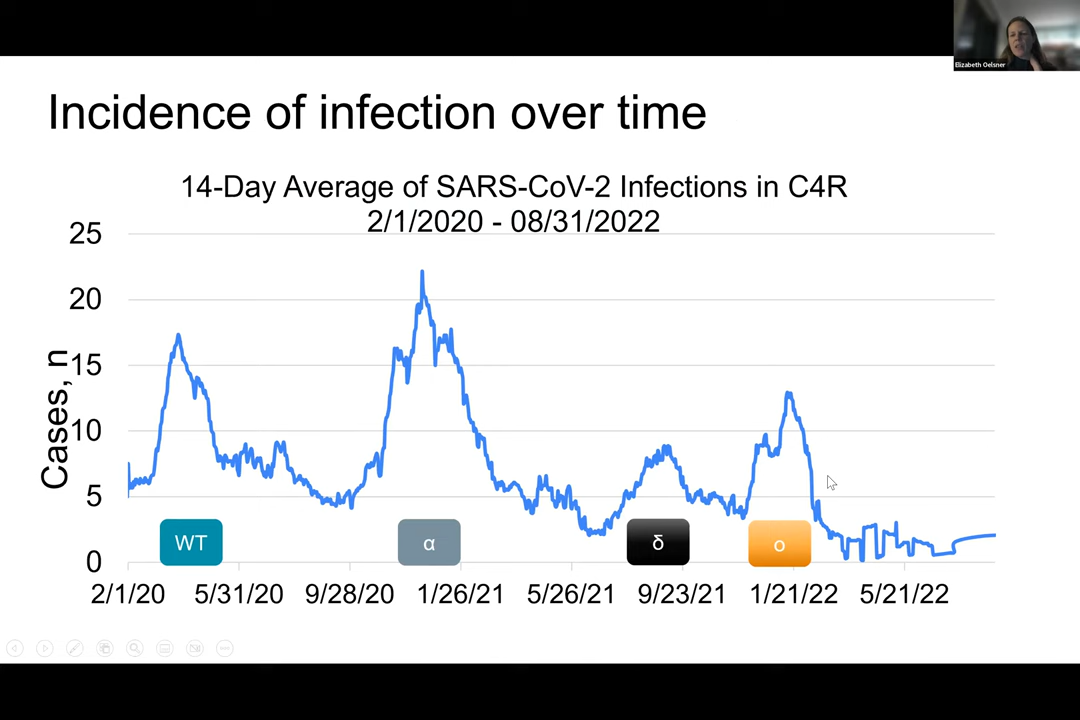 Elizabeth Oelsner
Incidence of infection over time
14-Day Average of SARS-CoV-2 Infections in C4R
2/1/2020 - 08/31/2022
Cases, n
25
20
15
10
5
0
WT
α
δ
o
2/1/20 5/31/20 9/28/20 1/26/21 5/26/21 9/23/21 1/21/22 5/21/22